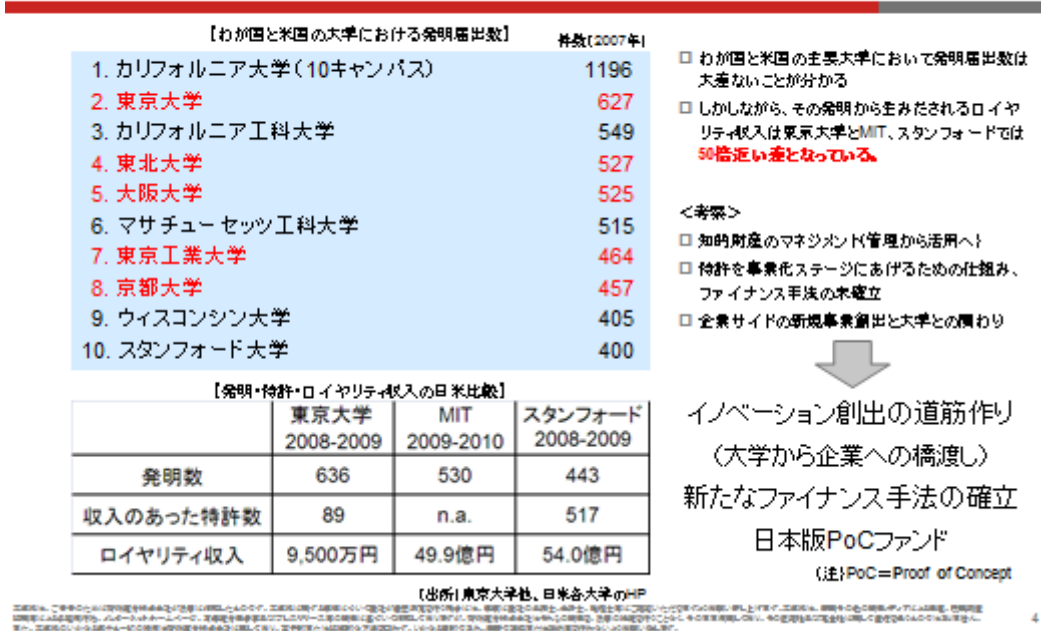 【わが国と米国の大学における発明届出数】
件数(2007年)
1. カリフォルニア大学(10キャンパス) 1196
2. 東京大学 627
3. カリフォルニア工科大学 549
4. 東北大学 527
5. 大阪大学 525
6. マサチューセッツ工科大学 515
7. 東京工業大学 464
8. 京都大学 457
9. ウィスコンシン大学 405
10. スタンフォード大学 400
【発明・特許・ロイヤリティ収入の日米比較】
東京大学 MIT スタンフォード
2008-2009 2009-2010 2008-2009
発明数 636 530 443
収入のあった特許数 89 n.a. 517
ロイヤリティ収入 9,500万円 49.9億円 54.0億円
(出所)東京大学他、日米各大学のHP
□ わが国と米国の主要大学において発明届出数は
大差ないことが分かる
□ しかしながら、その発明から生みだされるロイヤ
リティ収入は東京大学とMIT、スタンフォードでは
50倍近い差となっている。
<考察>
□ 知的財産のマネジメント(管理から活用へ)
□ 特許を事業化ステージにあげるための仕組み、
ファイナンス手法の未確立
□ 企業サイドの新規事業創出と大学との関わり
イノベーション創出の道筋作り
(大学から企業への橋渡し)
新たなファイナンス手法の確立
日本版PoCファンド
(注)PoC=Proof of Concept
4